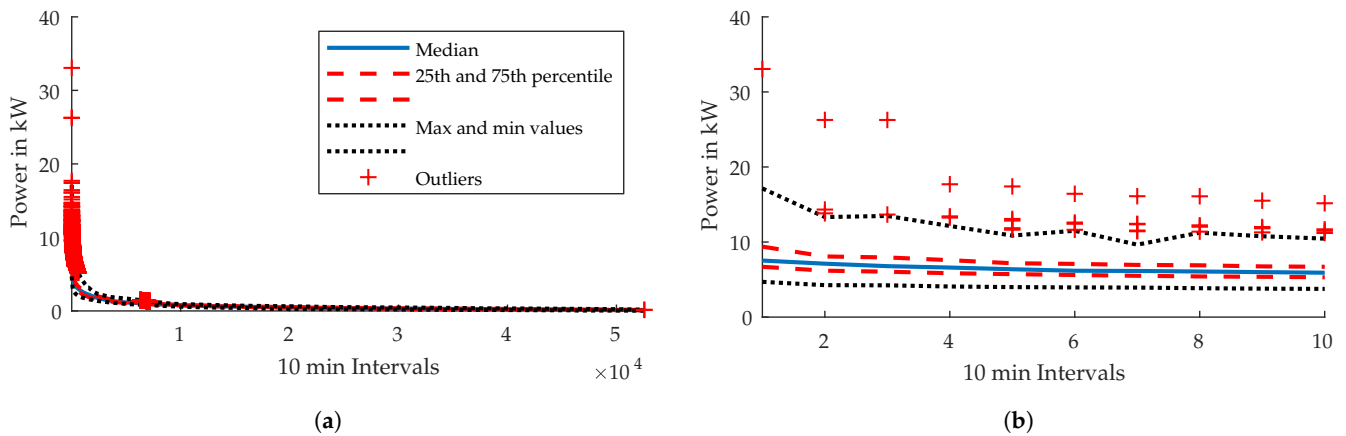 40
30
20
10
0
Power in kW
1
2
3
4
5
10 min Intervals
×10 4
Median
25th and 75th percentile
Max and min values
Outliers
(a)
40
30
20
10
0
Power in kW
2
4
6
8
10
10 min Intervals
(b)